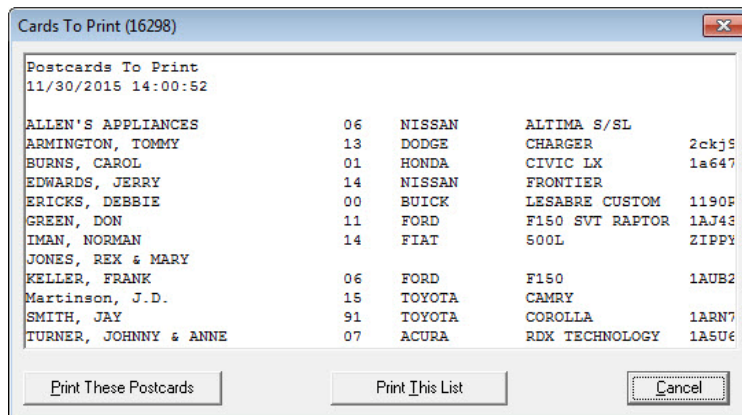 Cards To Print (16298)
Postcards To Print
11/30/2015 14:00:52
ALLEN'S APPLIANCES 06 NISSAN ALTIMA S/SL
ARMINGTON, TOMMY 13 DODGE CHARGER 2ckj9
BURNS, CAROL 01 HONDA CIVIC LX 1a647
EDWARDS, JERRY 14 NISSAN FRONTIER
ERICKS, DEBBIE 00 BUICK LESABRE CUSTOM 1190P
GREEN, DON 11 FORD F150 SVT RAPTOR 1AJ43
IMAN, NORMAN 14 FIAT 500L ZIPPY
JONES, REX & MARY
KELLER, FRANK 06 FORD F150 1AUB2
Martinson, J.D. 15 TOYOTA CAMRY
SMITH, JAY 91 TOYOTA COROLLA 1ARN7
TURNER, JOHNNY & ANNE 07 ACURA RDX TECHNOLOGY 1A5U6
Print These Postcards Print This List Cancel